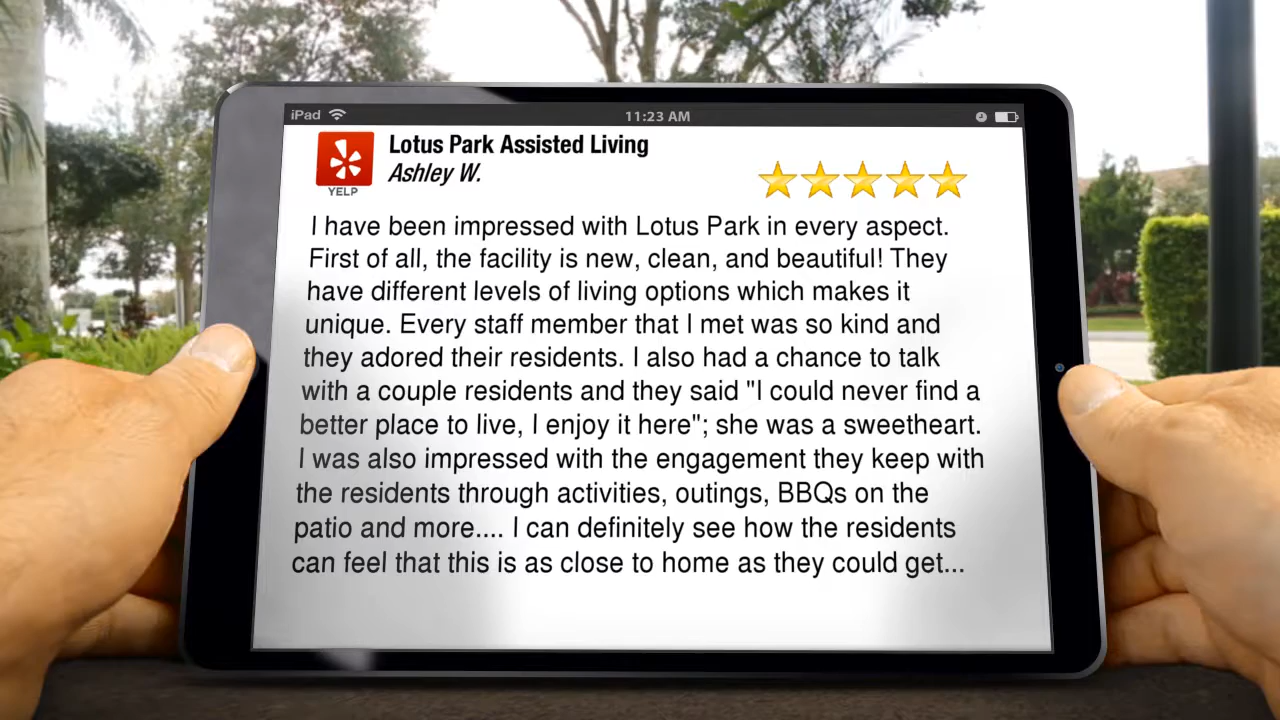 iPad 11:23 AM
Lotus Park Assisted Living
Ashley W.
YELP
I have been impressed with Lotus Park in every aspect.
First of all, the facility is new, clean, and beautiful! They
have different levels of living options which makes it
unique. Every staff member that I met was so kind and
they adored their residents. I also had a chance to talk
with a couple residents and they said "I could never find a
better place to live, I enjoy it here"; she was a sweetheart.
I was also impressed with the engagement they keep with
the residents through activities, outings, BBQs on the
patio and more.... I can definitely see how the residents
can feel that this is as close to home as they could get...